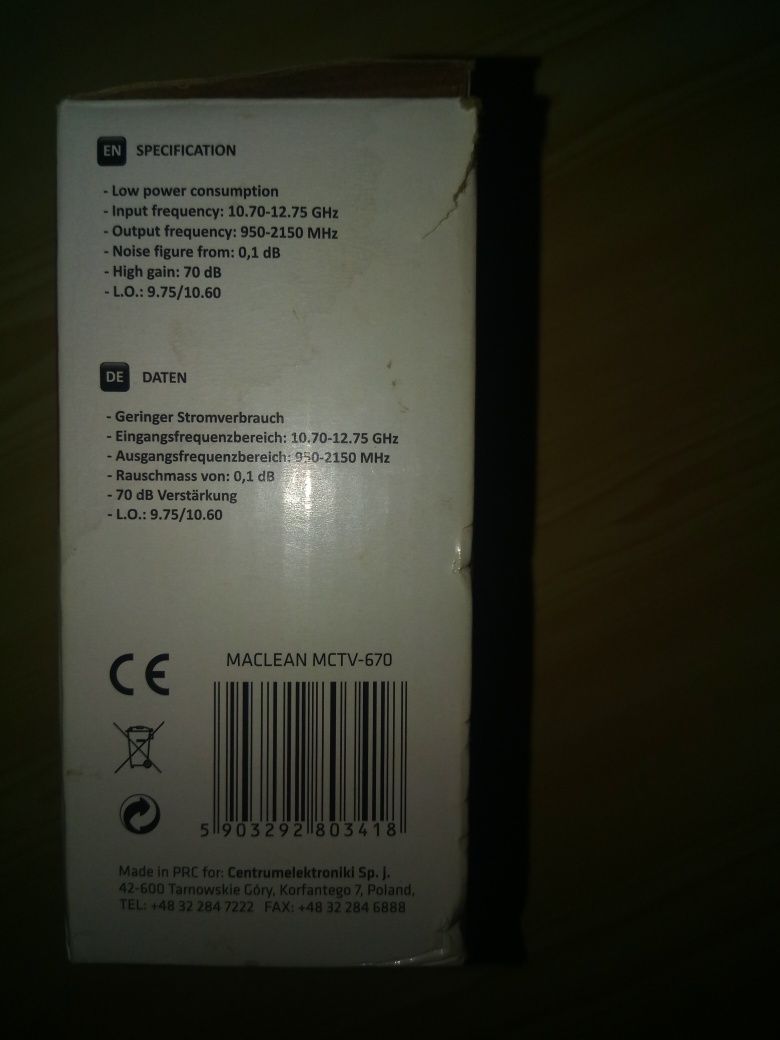 EN SPECIFICATION
- Low power consumption
- Input frequency: 10.70-12.75 GHz
- Output frequency: 950-2150 MHz
- Noise figure from: 0,1 dB
- High gain: 70 dB
- L.O.: 9.75/10.60
DE DATEN
- Geringer Stromverbrauch
- Eingangsfrequenzbereich: 10.70-12.75 GHz
- Ausgangsfrequenzbereich: 950-2150 MHz
- Rauschmass von: 0,1 dB
- 70 dB Verstärkung
- L.O.: 9.75/10.60
CE
MACLEAN MCTV-670
5 903292 803418
Made in PRC for: Centrumelektroniki Sp. j.
42-600 Tarnowskie Góry, Korfantego 7, Poland,
TEL: +48 32 284 7222 FAX: +48 32 284 6888